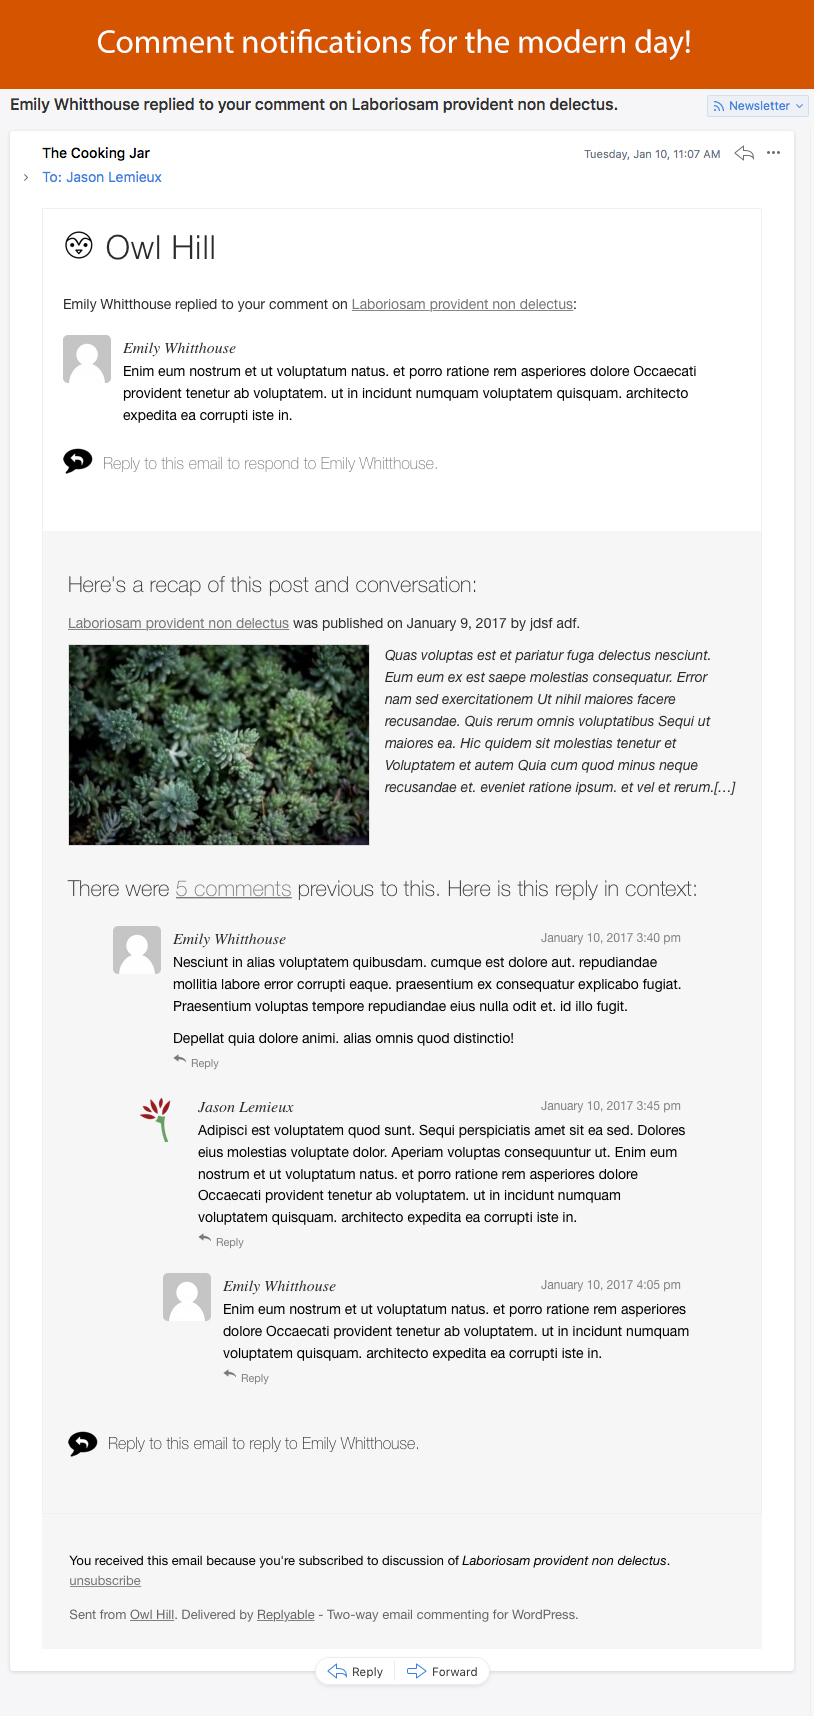 Comment notifications for the modern day!
Emily Whitthouse replied to your comment on Laboriosam provident non delectus.
Newsletter
The Cooking Jar
Tuesday, Jan 10, 11:07 AM
To: Jason Lemieux
Owl Hill
Emily Whitthouse replied to your comment on Laboriosam provident non delectus:
Emily Whitthouse
Enim eum nostrum et ut voluptatum natus. et porro ratione rem asperiores dolore Occaecati
provident tenetur ab voluptatem. ut in incidunt numquam voluptatem quisquam. architecto
expedita ea corrupti iste in.
Reply to this email to respond to Emily Whitthouse.
Here's a recap of this post and conversation:
Laboriosam provident non delectus was published on January 9, 2017 by jdsf adf.
Quas voluptas est et pariatur fuga delectus nesciunt.
Eum eum ex est saepe molestias consequatur. Error
nam sed exercitationem Ut nihil maiores facere
recusandae. Quis rerum omnis voluptatibus Sequi ut
maiores ea. Hic quidem sit molestias tenetur et
Voluptatem et autem Quia cum quod minus neque
recusandae et. eveniet ratione ipsum. et vel et rerum.[…]
There were 5 comments previous to this. Here is this reply in context:
Emily Whitthouse
January 10, 2017 3:40 pm
Nesciunt in alias voluptatem quibusdam. cumque est dolore aut. repudiandae
mollitia labore error corrupti eaque. praesentium ex consequatur explicabo fugiat.
Praesentium voluptas tempore repudiandae eius nulla odit et. id illo fugit.
Depellat quia dolore animi. alias omnis quod distinctio!
Reply
Jason Lemieux
January 10, 2017 3:45 pm
Adipisci est voluptatem quod sunt. Sequi perspiciatis amet sit ea sed. Dolores
eius molestias voluptate dolor. Aperiam voluptas consequuntur ut. Enim eum
nostrum et ut voluptatum natus. et porro ratione rem asperiores dolore
Occaecati provident tenetur ab voluptatem. ut in incidunt numquam
voluptatem quisquam. architecto expedita ea corrupti iste in.
Reply
Emily Whitthouse
January 10, 2017 4:05 pm
Enim eum nostrum et ut voluptatum natus. et porro ratione rem asperiores
dolore Occaecati provident tenetur ab voluptatem. ut in incidunt numquam
voluptatem quisquam. architecto expedita ea corrupti iste in.
Reply
Reply to this email to reply to Emily Whitthouse.
You received this email because you're subscribed to discussion of Laboriosam provident non delectus.
unsubscribe
Sent from Owl Hill. Delivered by Replyable - Two-way email commenting for WordPress.
Reply
Forward